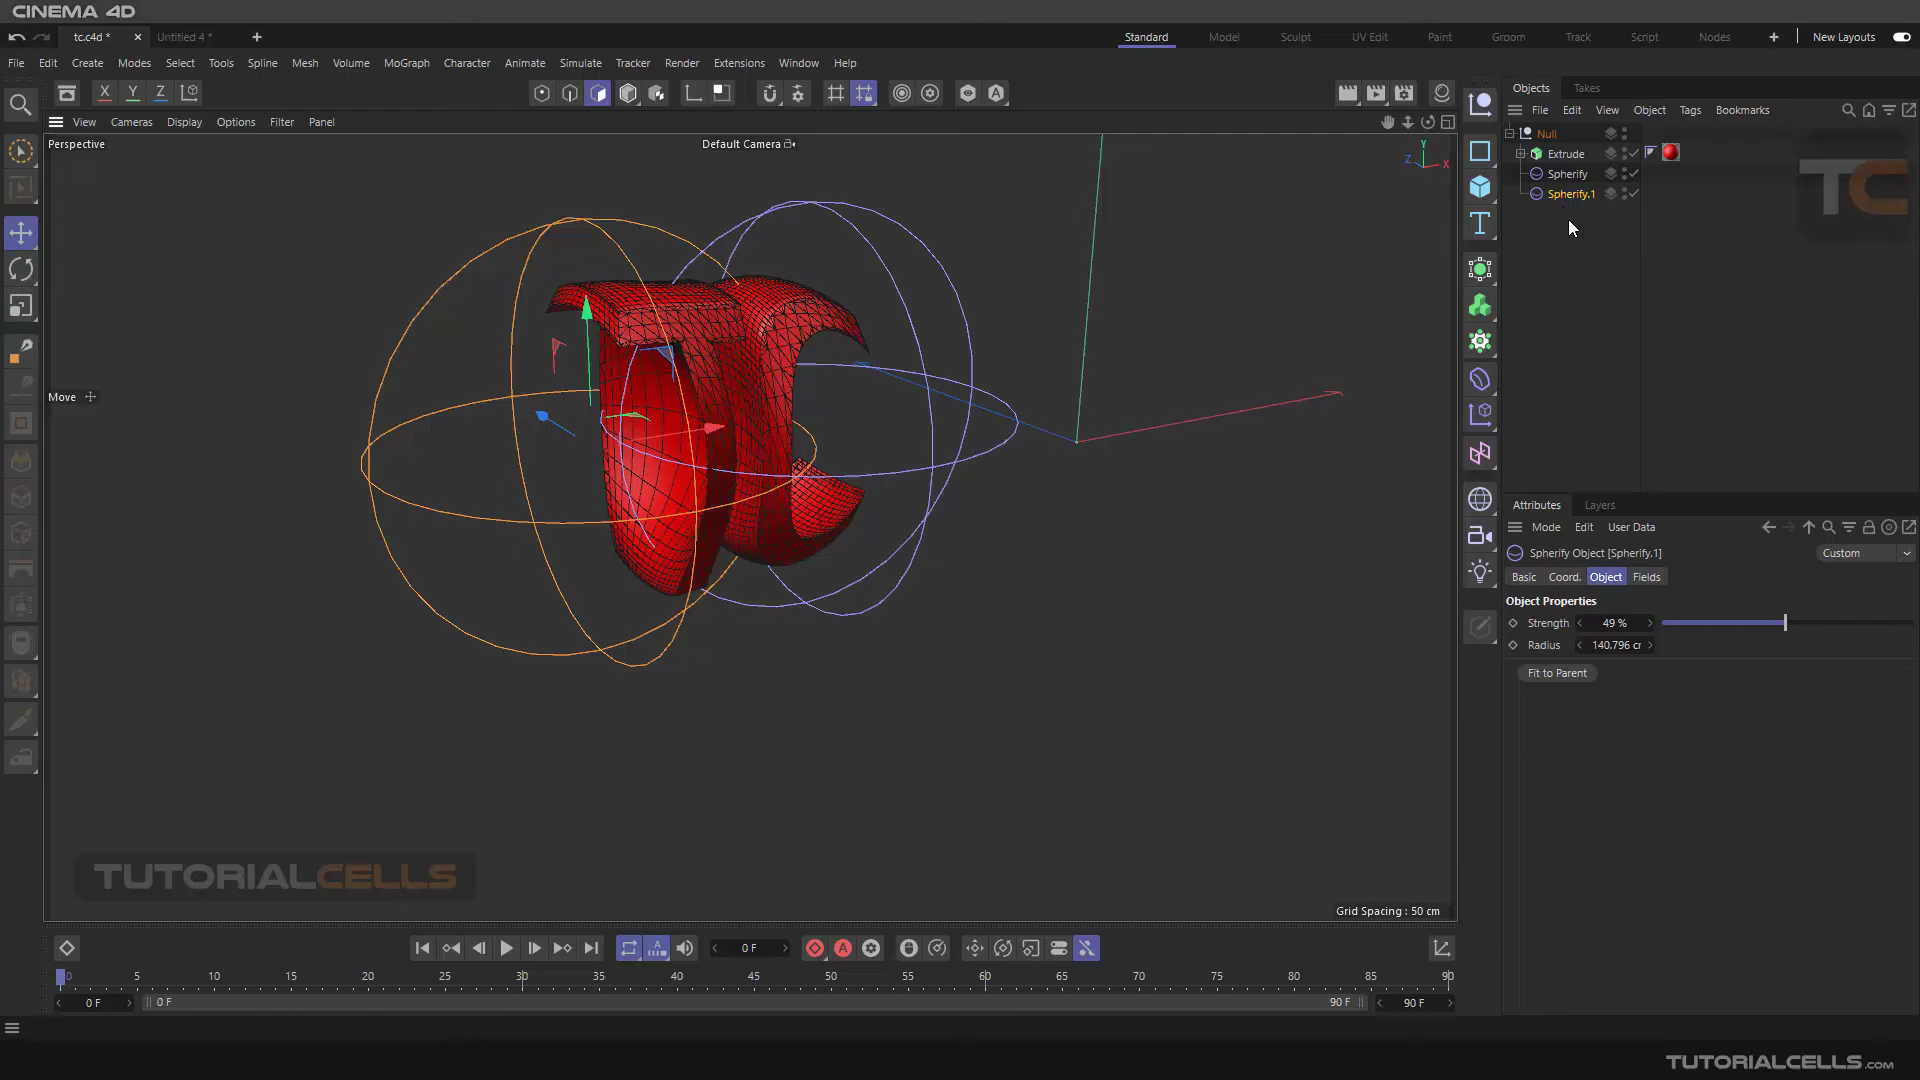 CINEMA 4D
tc.c4d *
Untitled 4 *
Standard
Model
Sculpt
UV Edit
Paint
Groom
Track
Script
Nodes
New Layouts
File Edit Create Modes Select Tools Spline Mesh Volume MoGraph Character Animate Simulate Tracker Render Extensions Window Help
X Y Z
Objects
Takes
File Edit View Object Tags Bookmarks
View Cameras Display Options Filter Panel
Perspective
Default Camera
Y
Z
X
Null
Extrude
Spherify
Spherify.1
TC
Move
Attributes
Layers
Mode Edit User Data
Spherify Object [Spherify.1]
Custom
Basic Coord. Object Fields
Object Properties
Strength 49 %
Radius 140.796 cr
Fit to Parent
TUTORIALCELLS
Grid Spacing : 50 cm
0 F
0 5 10 15 20 25 30 35 40 45 50 55 60 65 70 75 80 85 90
0 F
0 F
90 F
90 F
TUTORIALCELLS.COM